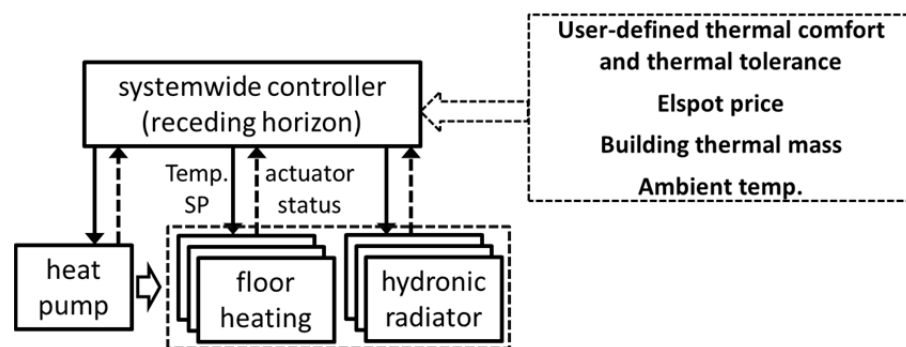 User-defined thermal comfort
and thermal tolerance
Elspot price
Building thermal mass
Ambient temp.
systemwide controller
(receding horizon)
Temp.
SP
actuator
status
heat
pump
floor
heating
hydronic
radiator